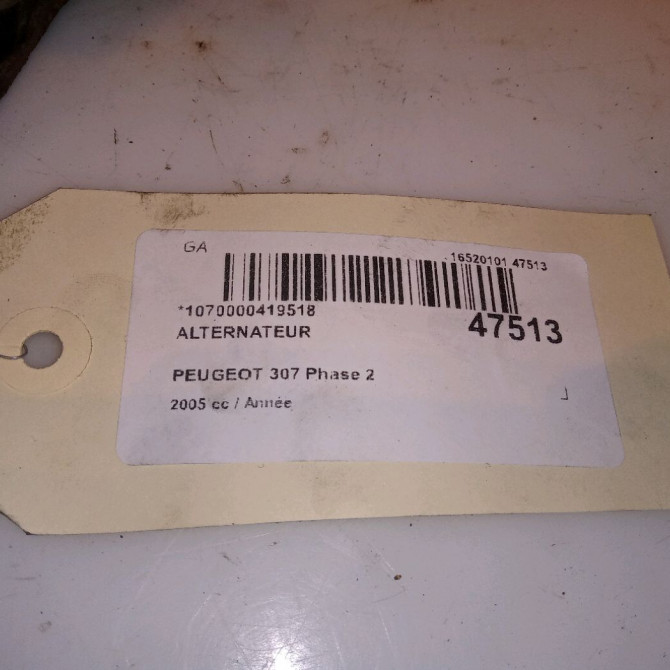 GA
16520101 47513
*1070000419518
47513
ALTERNATEUR
PEUGEOT 307 Phase 2
2005 cc / Année